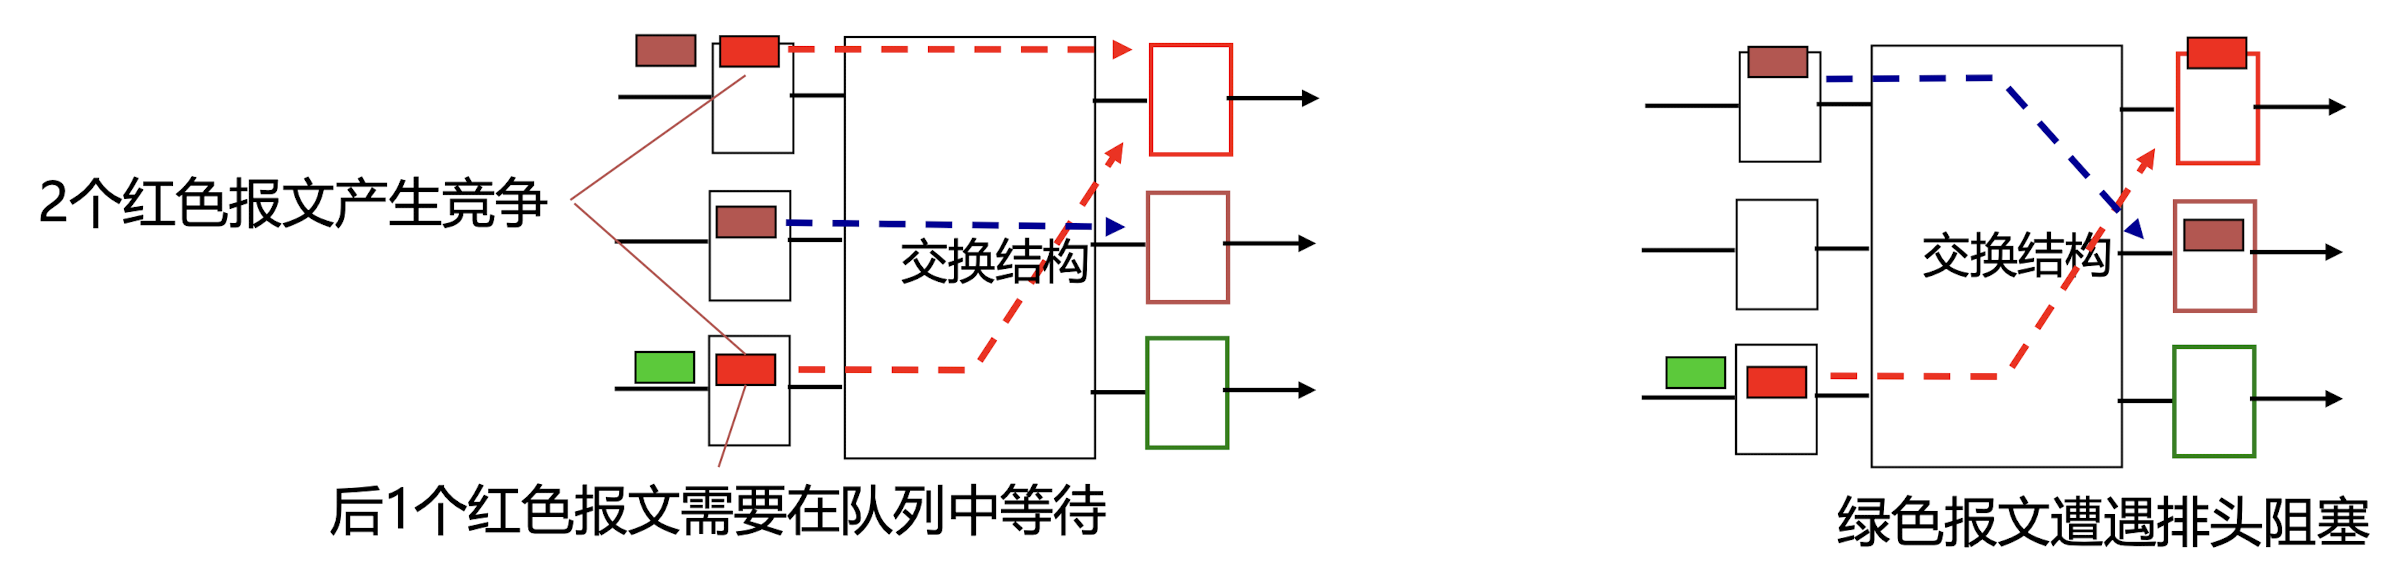 2个红色报文产生竞争
交换结构
后1个红色报文需要在队列中等待
交换结构
绿色报文遭遇排头阻塞